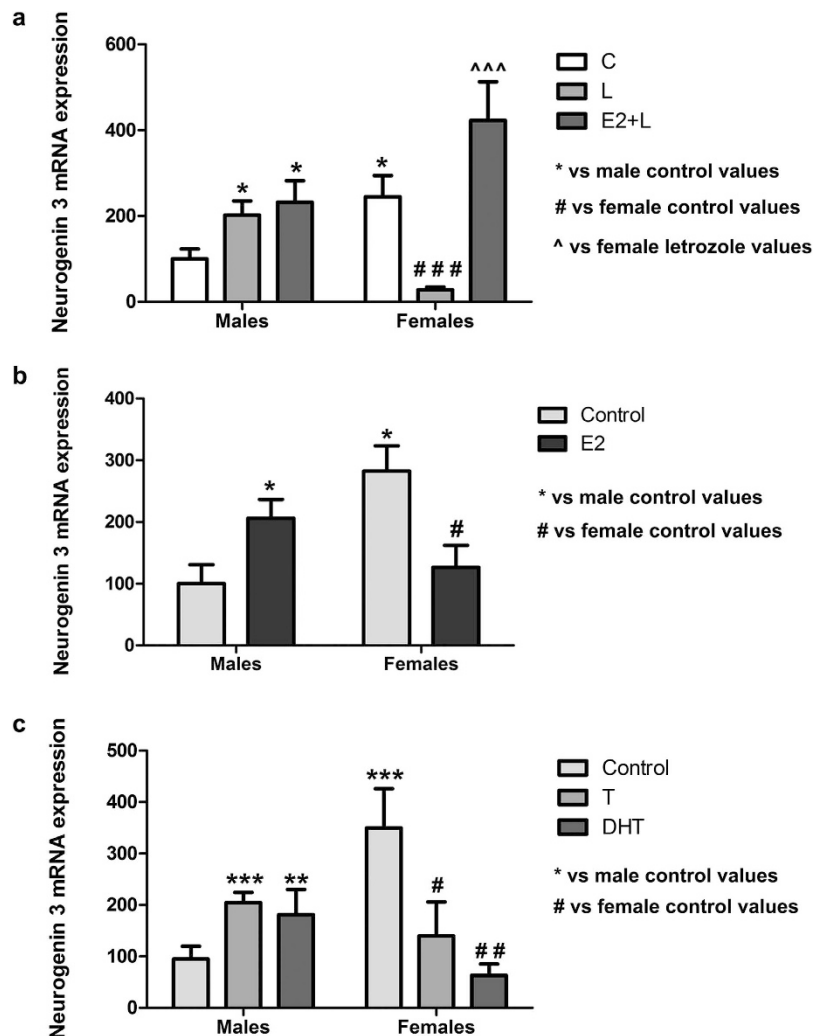 a
Neurogenin 3 mRNA expression
600
400
200
0
*
*
*
# # #
^^^
Males
Females
C
L
E2+L
* vs male control values
# vs female control values
^ vs female letrozole values
b
Neurogenin 3 mRNA expression
400
300
200
100
0
*
*
#
Males
Females
Control
E2
* vs male control values
# vs female control values
c
Neurogenin 3 mRNA expression
500
400
300
200
100
0
***
**
***
#
# #
Males
Females
Control
T
DHT
* vs male control values
# vs female control values